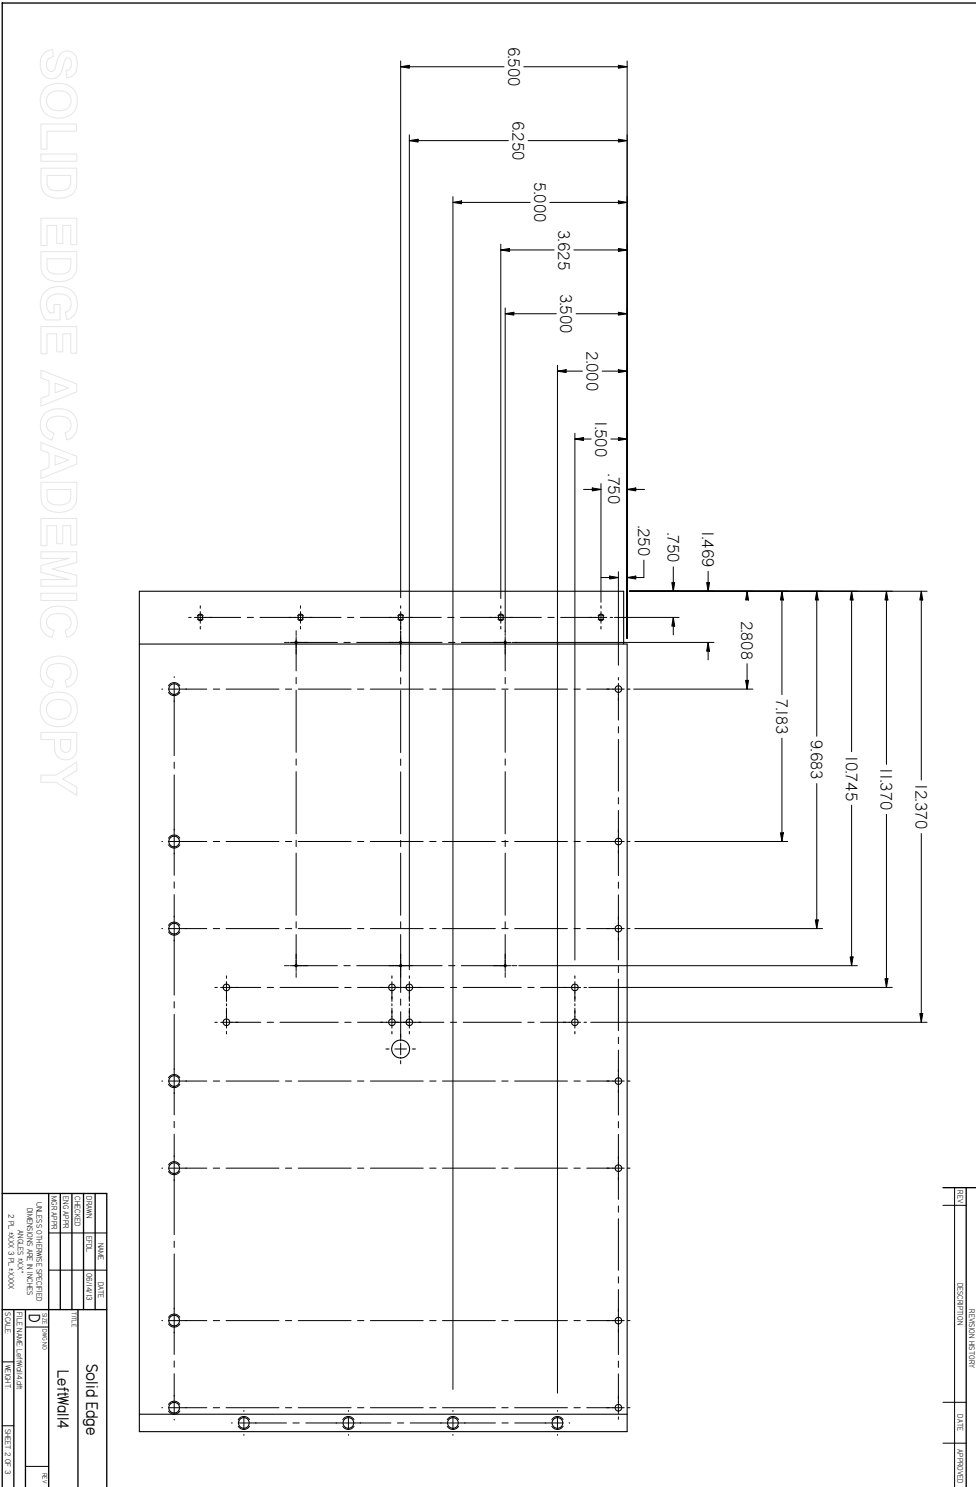 SOLID EDGE ACADEMIC COPY
6.500
6.250
5.000
3.625
3.500
2.000
1.500
.750
.250
.750
1.469
2.808
7.183
9.683
10.745
11.370
12.370
REVISION HISTORY
REV DESCRIPTION DATE APPROVED
NAME DATE
DRAWN EFDL 06/14/13
CHECKED
ENG APPR
MGR APPR
UNLESS OTHERWISE SPECIFIED
DIMENSIONS ARE IN INCHES
ANGLES ±X.X°
2 PL ±X.XX 3 PL ±X.XXX
Solid Edge
TITLE
LeftWall4
SIZE DWG NO REV
D
FILE NAME: LeftWall4.dft
SCALE: WEIGHT: SHEET 2 OF 3